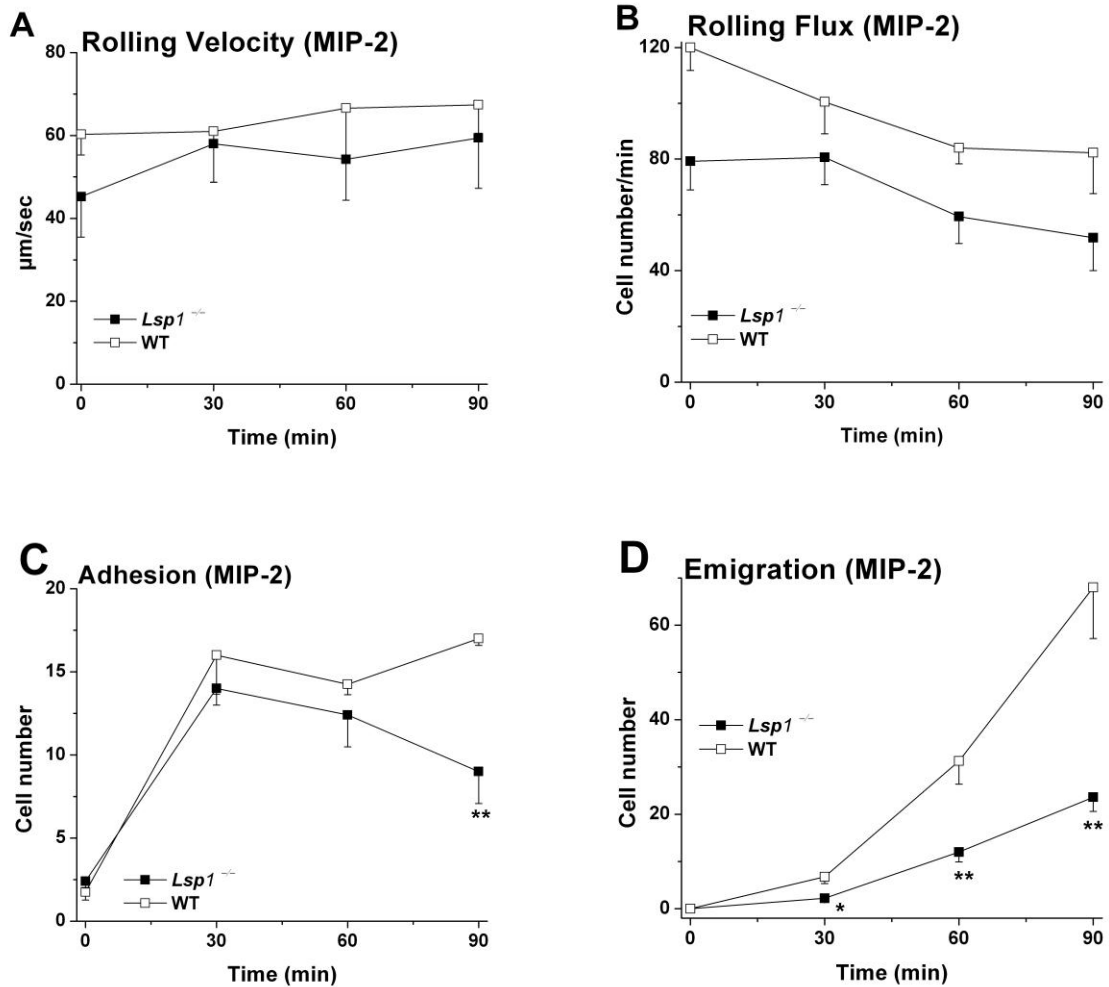 A
Rolling Velocity (MIP-2)
80
60
40
20
0
µm/sec
Lsp1 -/-
WT
0 30 60 90
Time (min)
B
Rolling Flux (MIP-2)
120
80
40
0
Cell number/min
Lsp1 -/-
WT
0 30 60 90
Time (min)
C
Adhesion (MIP-2)
20
15
10
5
0
Cell number
**
Lsp1 -/-
WT
0 30 60 90
Time (min)
D
Emigration (MIP-2)
60
40
20
0
Cell number
Lsp1 -/-
WT
*
**
**
0 30 60 90
Time (min)